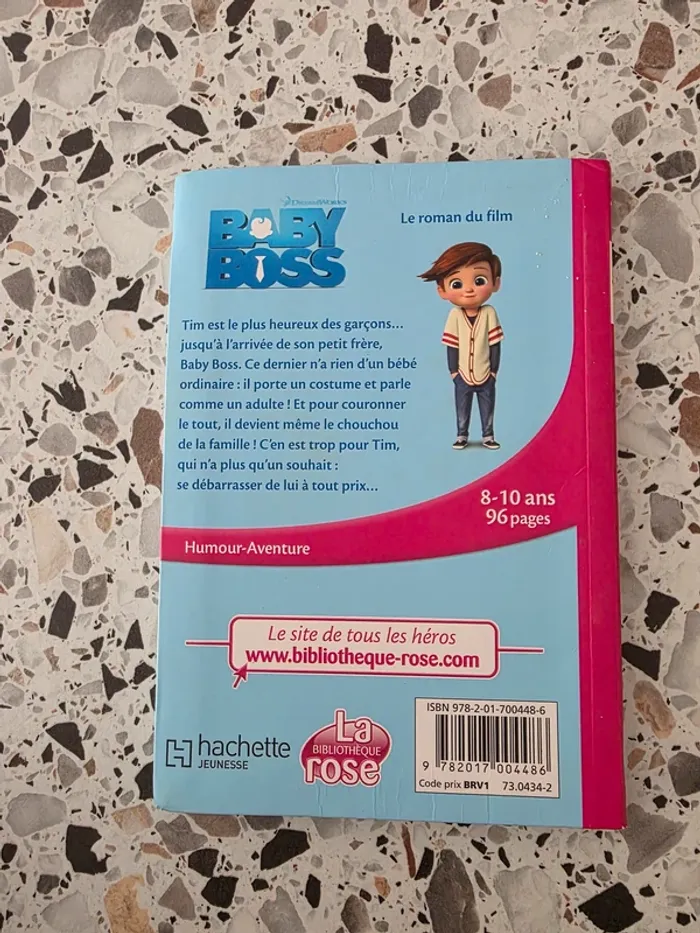 DreamWorks
BABY
BOSS
Le roman du film
Tim est le plus heureux des garçons...
jusqu'à l'arrivée de son petit frère,
Baby Boss. Ce dernier n'a rien d'un bébé
ordinaire : il porte un costume et parle
comme un adulte ! Et pour couronner
le tout, il devient même le chouchou
de la famille ! C'en est trop pour Tim,
qui n'a plus qu'un souhait :
se débarrasser de lui à tout prix...
8-10 ans
96 pages
Humour-Aventure
Le site de tous les héros
www.bibliotheque-rose.com
hachette
JEUNESSE
La
BIBLIOTHÈQUE
rose
ISBN 978-2-01-700448-6
9 782017 004486
Code prix BRV1 73.0434-2